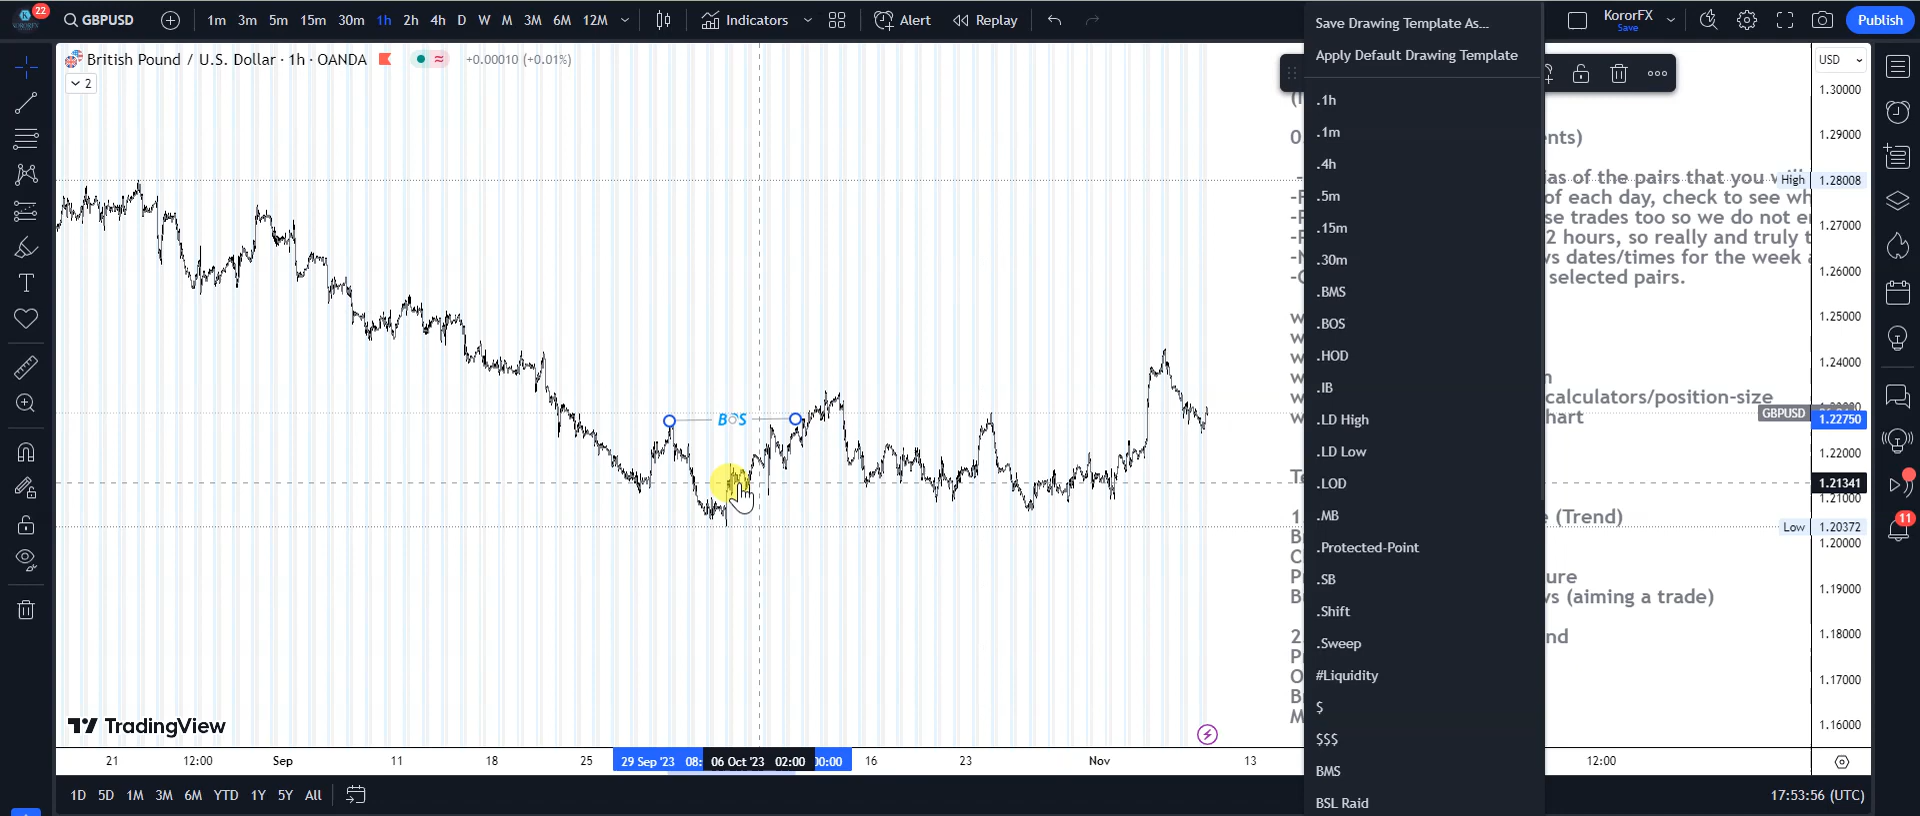 22
GBPUSD
1m 3m 5m 15m 30m 1h 2h 4h D W M 3M 6M 12M
Indicators
Alert
Replay
KororFX
Save
Publish
British Pound / U.S. Dollar · 1h · OANDA
+0.00010 (+0.01%)
2
Save Drawing Template As...
Apply Default Drawing Template
.1h
.1m
.4h
.5m
.15m
.30m
.BMS
.BOS
.HOD
.IB
.LD High
.LD Low
.LOD
.MB
.Protected-Point
.SB
.Shift
.Sweep
#Liquidity
$
$$$
BMS
BSL Raid
ias of the pairs that you
of each day, check to see
se trades too so we do not
2 hours, so really and truly
dates/times for the week
selected pairs.
calculators/position-size
hart
(Trend)
ure
(aiming a trade)
nd
BOS
USD
1.30000
1.29000
High 1.28008
1.27000
1.26000
1.25000
1.24000
GBPUSD
1.22750
1.22000
1.21341
1.21000
Low 1.20372
1.20000
1.19000
1.18000
1.17000
1.16000
11
TradingView
21 12:00 Sep 11 18 25 29 Sep '23 08: 06 Oct '23 02:00 00:00 16 23 Nov 13 12:00
1D 5D 1M 3M 6M YTD 1Y 5Y All
17:53:56 (UTC)